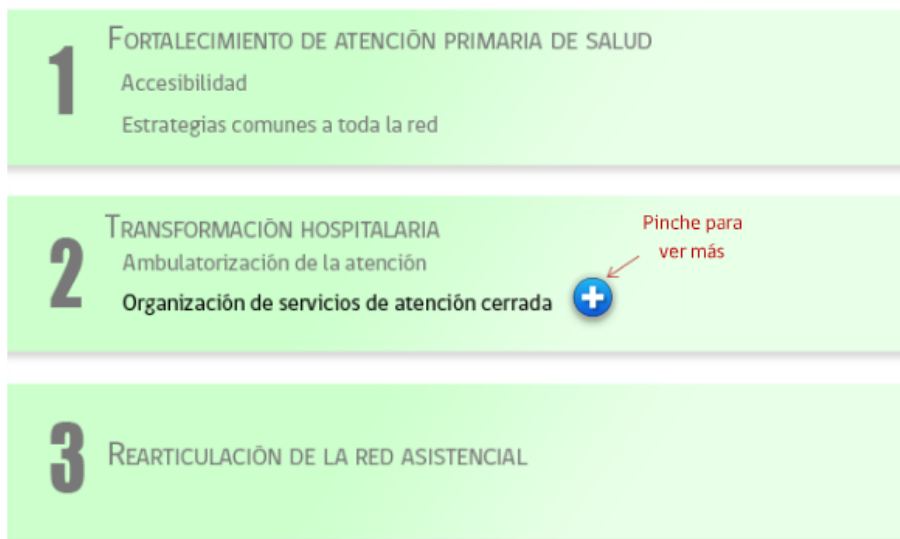 1
FORTALECIMIENTO DE ATENCIÓN PRIMARIA DE SALUD
Accesibilidad
Estrategias comunes a toda la red
2
TRANSFORMACIÓN HOSPITALARIA
Ambulatorización de la atención
Organización de servicios de atención cerrada
Pinche para
ver más
3
REARTICULACIÓN DE LA RED ASISTENCIAL